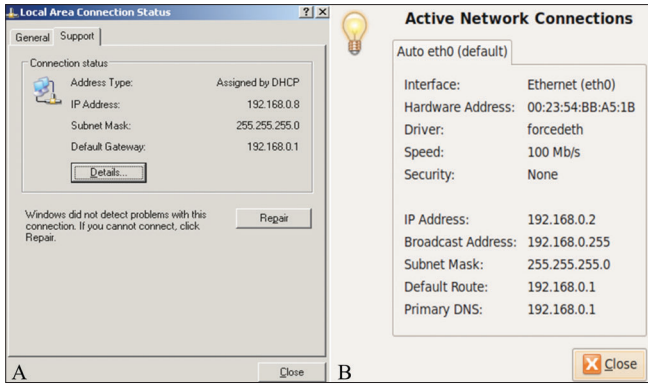 Local Area Connection Status
General Support
Connection status
Address Type: Assigned by DHCP
IP Address: 192.168.0.8
Subnet Mask: 255.255.255.0
Default Gateway: 192.168.0.1
Details...
Windows did not detect problems with this
connection. If you cannot connect, click
Repair.
Repair
Close
A
Active Network Connections
Auto eth0 (default)
Interface: Ethernet (eth0)
Hardware Address: 00:23:54:BB:A5:1B
Driver: forcedeth
Speed: 100 Mb/s
Security: None
IP Address: 192.168.0.2
Broadcast Address: 192.168.0.255
Subnet Mask: 255.255.255.0
Default Route: 192.168.0.1
Primary DNS: 192.168.0.1
Close
B